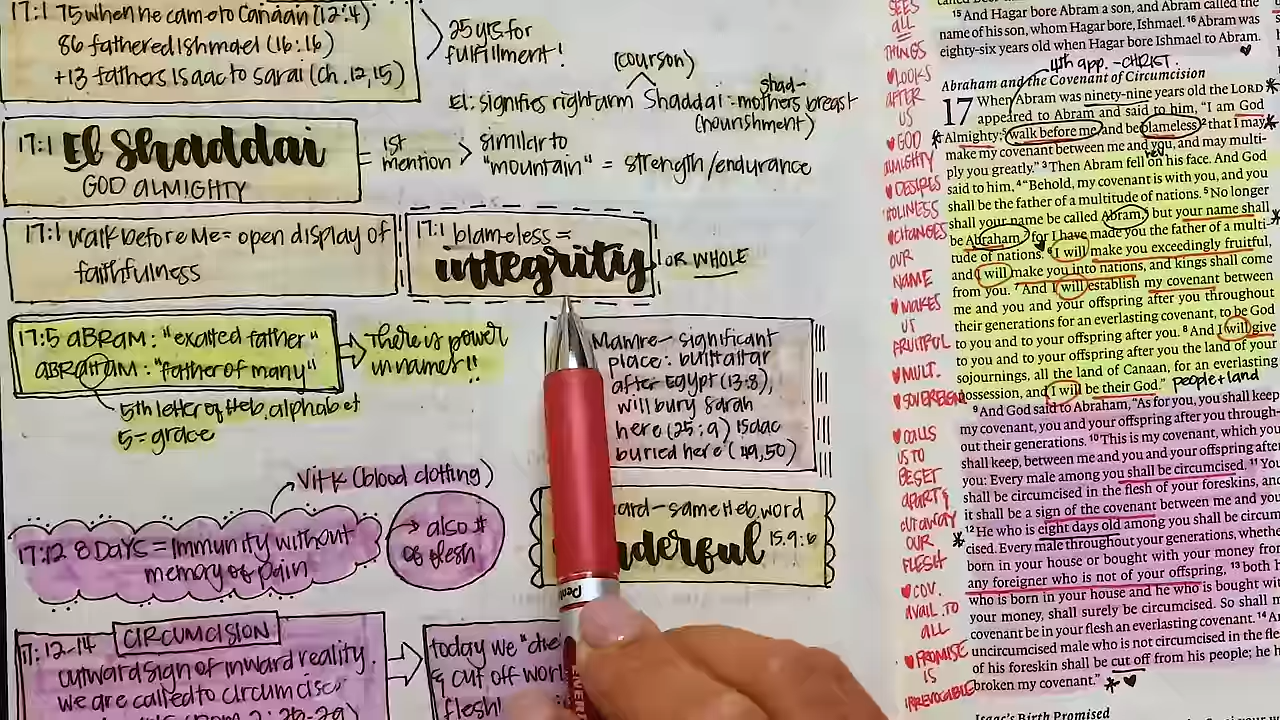 17:1 75 when he came to Canaan (12:4)
86 fathered Ishmael (16:16)
+13 fathers Isaac to Sarai (ch. 12,15)
25 yrs for
fulfillment!
(courson)
El: signifies right arm Shaddai: mothers breast
shad-
(nourishment)
17:1 El Shaddai
GOD ALMIGHTY
= 1st
mention
similar to
"mountain" = strength/endurance
17:1 walk before Me = open display of
faithfulness
17:1 blameless =
integrity
! OR WHOLE
17:5 ABRAM: "exalted father"
ABRAHAM: "father of many"
There is power
in names!!
5th letter of Heb. alphabet
5 = grace
Mamre - significant
place: built altar
after Egypt (13:8),
will bury Sarah
here (25:9) Isaac
buried here (49,50)
Vit K (blood clotting)
17:12 8 DAYS = Immunity without
memory of pain
also #
of flesh
ard - same Heb. word
derful 15.9:6
17:12-14 CIRCUMCISION
outward sign of inward reality.
we are called to circumcise
today we "die
& cut off worl
flesh!
SEES
ALL
THINGS
LOOKS
AFTER
US
GOD
ALMIGHTY
DESIRES
HOLINESS
CHANGES
OUR
NAME
MAKES
US
FRUITFUL
MULT.
SOVEREIGN
CALLS
US TO
BE SET
APART &
CUT AWAY
OUR
FLESH
COV.
AVAIL. TO
ALL
PROMISE
IS
IRREVOCABLE
15 And Hagar bore Abram a son, and Abram called the
name of his son, whom Hagar bore, Ishmael. 16 Abram was
eighty-six years old when Hagar bore Ishmael to Abram.
4th app. - CHRIST.
Abraham and the Covenant of Circumcision
17 When Abram was ninety-nine years old the LORD
appeared to Abram and said to him, "I am God
Almighty; walk before me, and be blameless, 2 that I may
make my covenant between me and you, and may multi-
ply you greatly." 3 Then Abram fell on his face. And God
said to him, 4 "Behold, my covenant is with you, and you
shall be the father of a multitude of nations. 5 No longer
shall your name be called Abram, but your name shall
be Abraham, for I have made you the father of a multi-
tude of nations. 6 I will make you exceedingly fruitful,
and I will make you into nations, and kings shall come
from you. 7 And I will establish my covenant between
me and you and your offspring after you throughout
their generations for an everlasting covenant, to be God
to you and to your offspring after you. 8 And I will give
to you and to your offspring after you the land of your
sojournings, all the land of Canaan, for an everlasting
possession, and I will be their God." people + land
9 And God said to Abraham, "As for you, you shall keep
my covenant, you and your offspring after you through-
out their generations. 10 This is my covenant, which you
shall keep, between me and you and your offspring after
you: Every male among you shall be circumcised. 11 You
shall be circumcised in the flesh of your foreskins, and
it shall be a sign of the covenant between me and you.
12 He who is eight days old among you shall be circum
cised. Every male throughout your generations, whethe
born in your house or bought with your money from
any foreigner who is not of your offspring, 13 both h
who is born in your house and he who is bought wit
your money, shall surely be circumcised. So shall m
covenant be in your flesh an everlasting covenant. 14 A
uncircumcised male who is not circumcised in the fle
of his foreskin shall be cut off from his people; he h
broken my covenant."
Isaac's Birth Promised